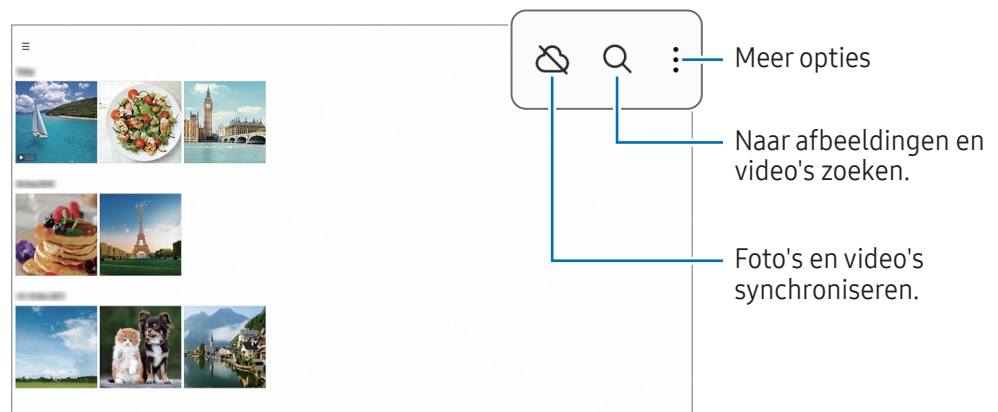 Meer opties
Naar afbeeldingen en
video's zoeken.
Foto's en video's
synchroniseren.